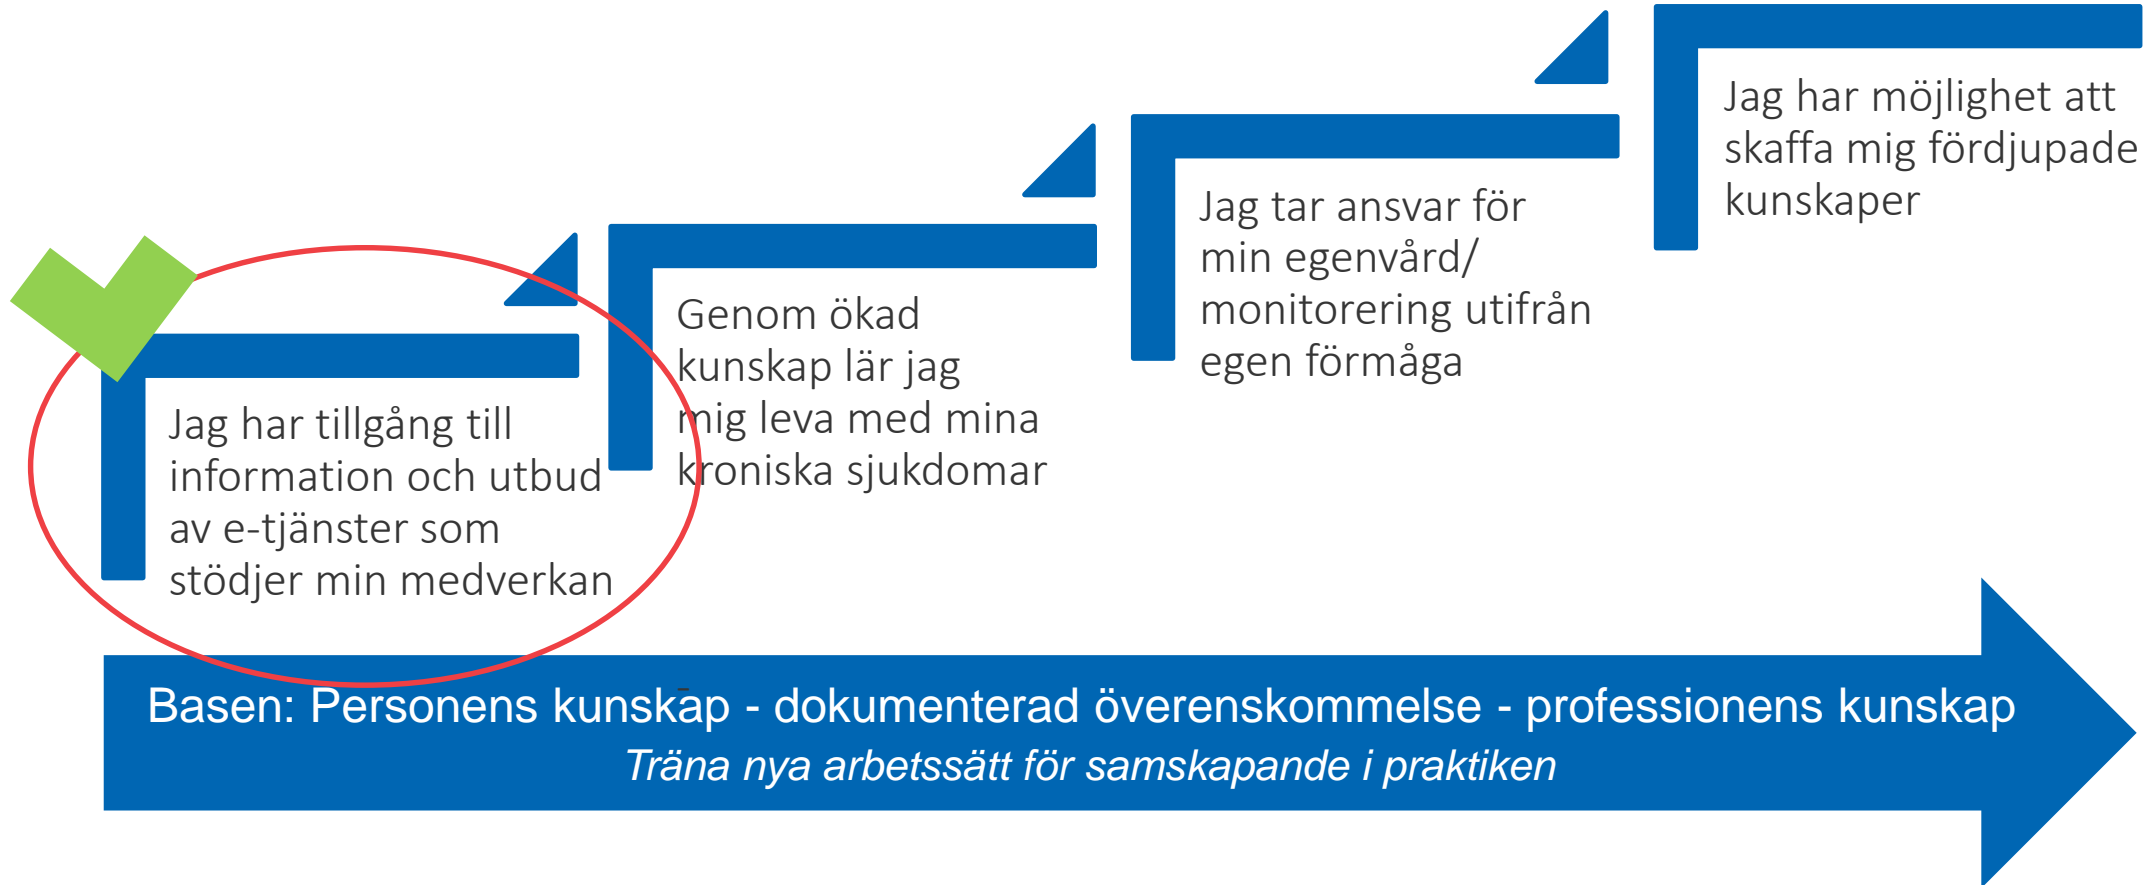 Jag har tillgång till
information och utbud
av e-tjänster som
stödjer min medverkan
Genom ökad
kunskap lär jag
mig leva med mina
kroniska sjukdomar
Jag tar ansvar för
min egenvård/
monitorering utifrån
egen förmåga
Jag har möjlighet att
skaffa mig fördjupade
kunskaper
Basen: Personens kunskap - dokumenterad överenskommelse - professionens kunskap
Träna nya arbetssätt för samskapande i praktiken